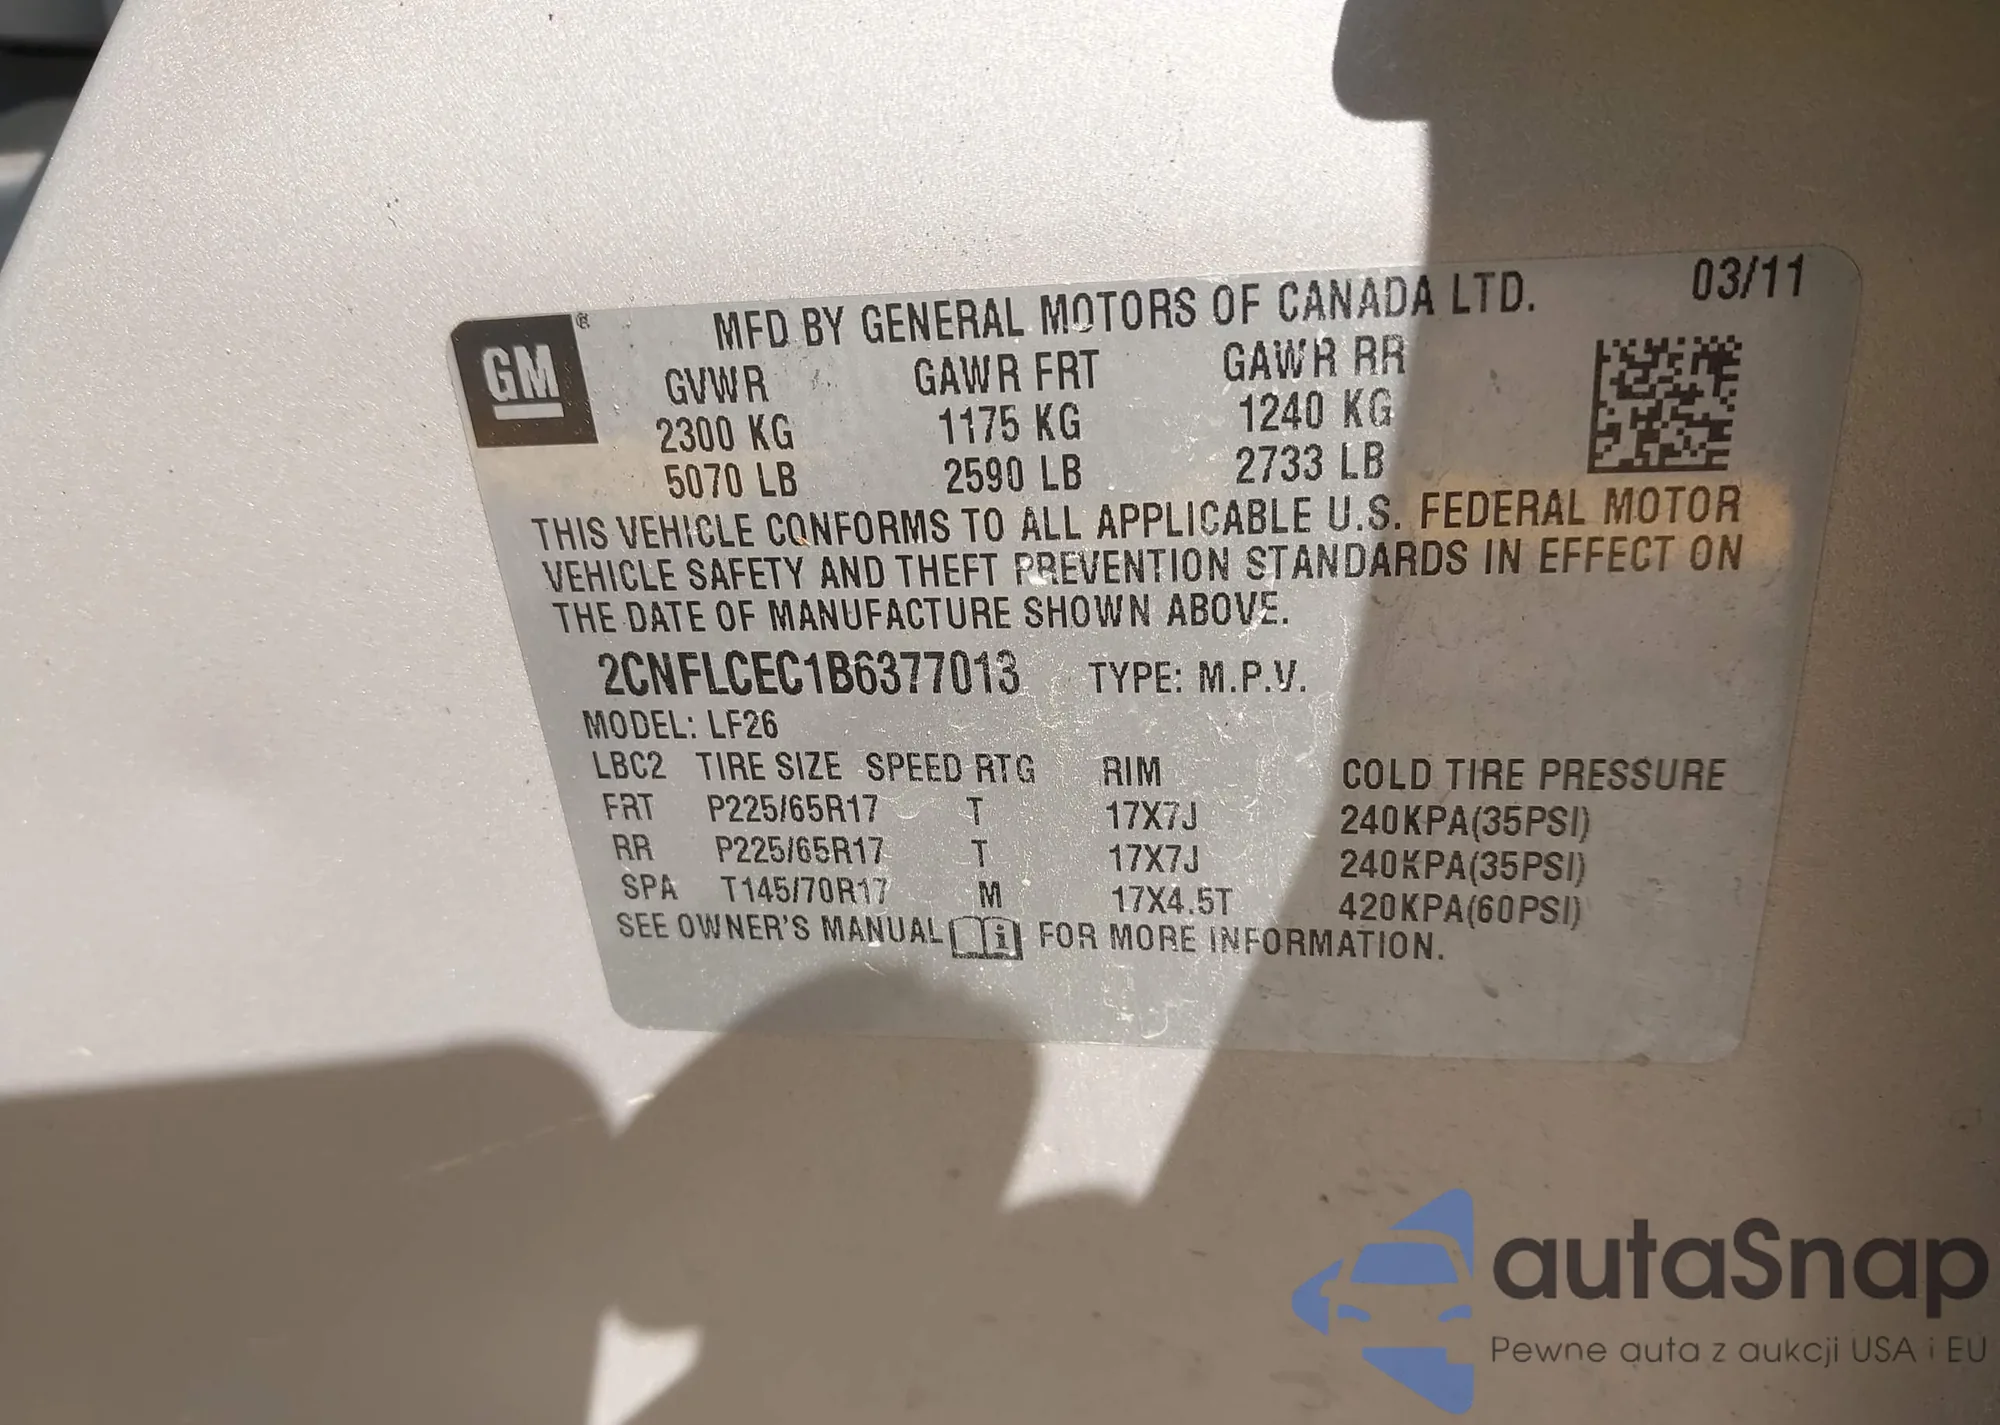 MFD BY GENERAL MOTORS OF CANADA LTD. 03/11
GM ®
GVWR GAWR FRT GAWR RR
2300 KG 1175 KG 1240 KG
5070 LB 2590 LB 2733 LB
THIS VEHICLE CONFORMS TO ALL APPLICABLE U.S. FEDERAL MOTOR
VEHICLE SAFETY AND THEFT PREVENTION STANDARDS IN EFFECT ON
THE DATE OF MANUFACTURE SHOWN ABOVE.
2CNFLCEC1B6377013 TYPE: M.P.V.
MODEL: LF26
LBC2 TIRE SIZE SPEED RTG RIM COLD TIRE PRESSURE
FRT P225/65R17 T 17X7J 240KPA(35PSI)
RR P225/65R17 T 17X7J 240KPA(35PSI)
SPA T145/70R17 M 17X4.5T 420KPA(60PSI)
SEE OWNER'S MANUAL i FOR MORE INFORMATION.
autaSnap
Pewne auta z aukcji USA i EU